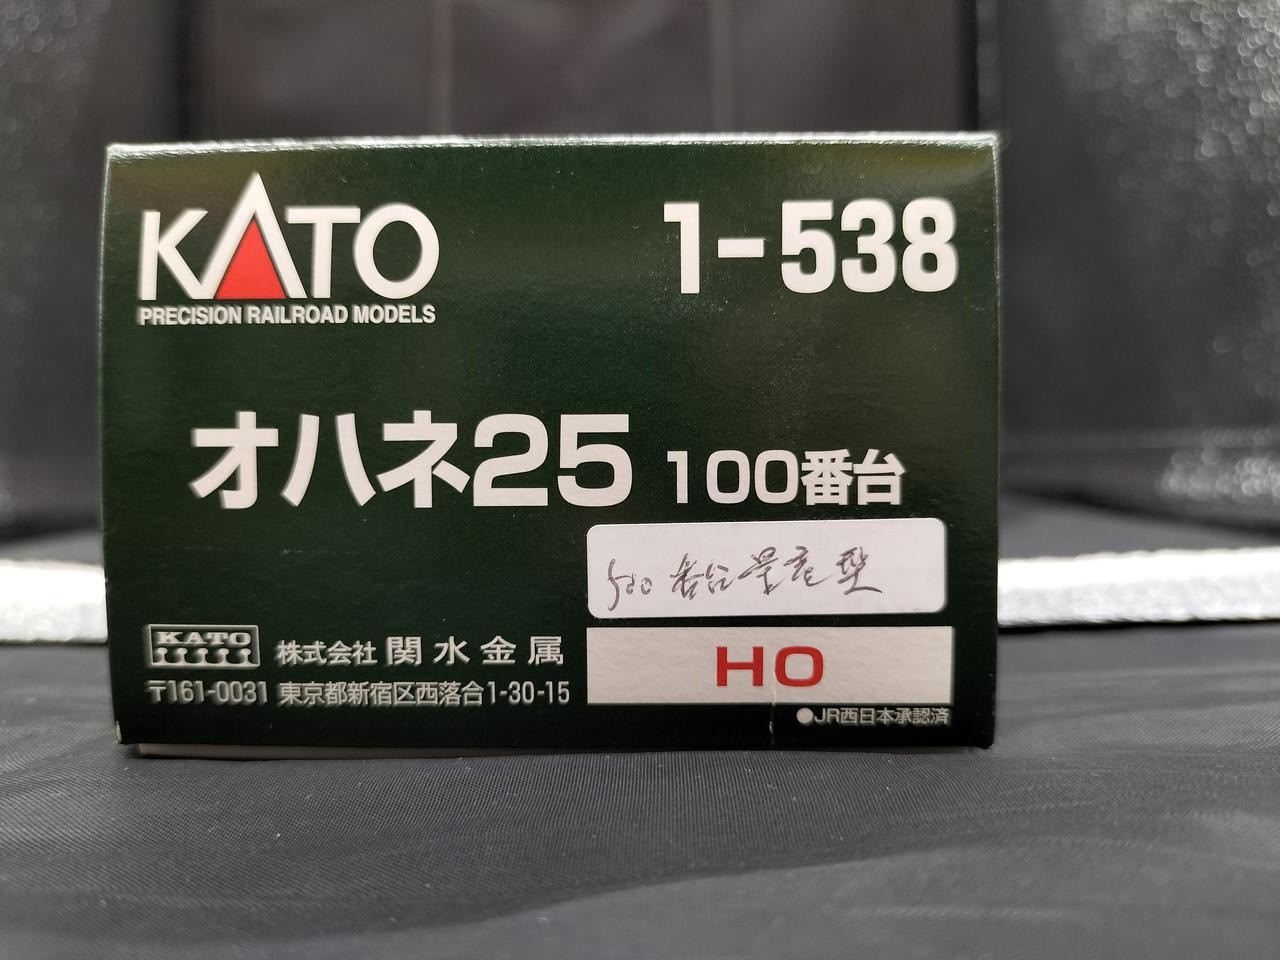 KATO
PRECISION RAILROAD MODELS
1-538
オハネ25 100番台
500番台量産型
KATO
株式会社 関水金属
〒161-0031 東京都新宿区西落合1-30-15
HO
●JR西日本承認済